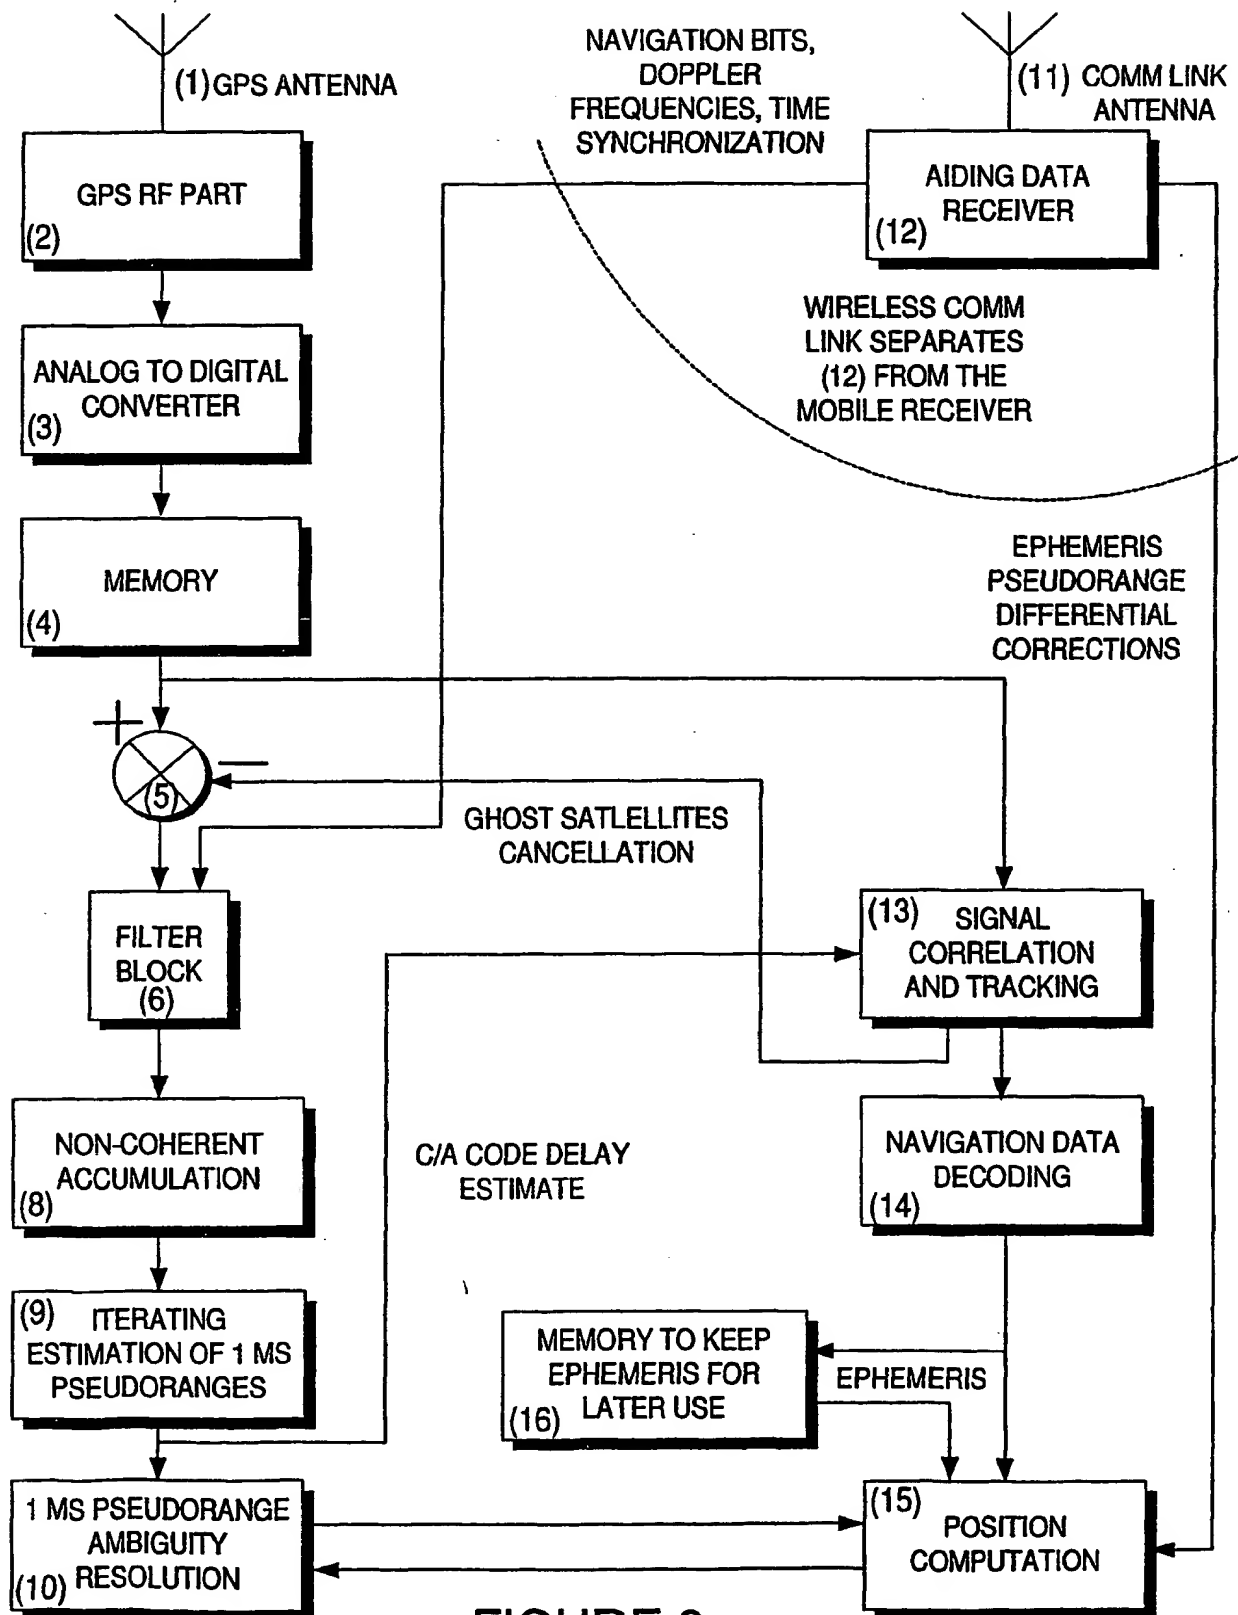 (1) GPS ANTENNA
GPS RF PART
(2)
ANALOG TO DIGITAL
CONVERTER
(3)
MEMORY
(4)
+
−
(5)
FILTER
BLOCK
(6)
NON-COHERENT
ACCUMULATION
(8)
(9) ITERATING
ESTIMATION OF 1 MS
PSEUDORANGES
1 MS PSEUDORANGE
AMBIGUITY
RESOLUTION
(10)
NAVIGATION BITS,
DOPPLER
FREQUENCIES, TIME
SYNCHRONIZATION
(11) COMM LINK
ANTENNA
AIDING DATA
RECEIVER
(12)
WIRELESS COMM
LINK SEPARATES
(12) FROM THE
MOBILE RECEIVER
EPHEMERIS
PSEUDORANGE
DIFFERENTIAL
CORRECTIONS
GHOST SATLELLITES
CANCELLATION
(13) SIGNAL
CORRELATION
AND TRACKING
C/A CODE DELAY
ESTIMATE
NAVIGATION DATA
DECODING
(14)
MEMORY TO KEEP
EPHEMERIS FOR
LATER USE
(16)
EPHEMERIS
(15)
POSITION
COMPUTATION